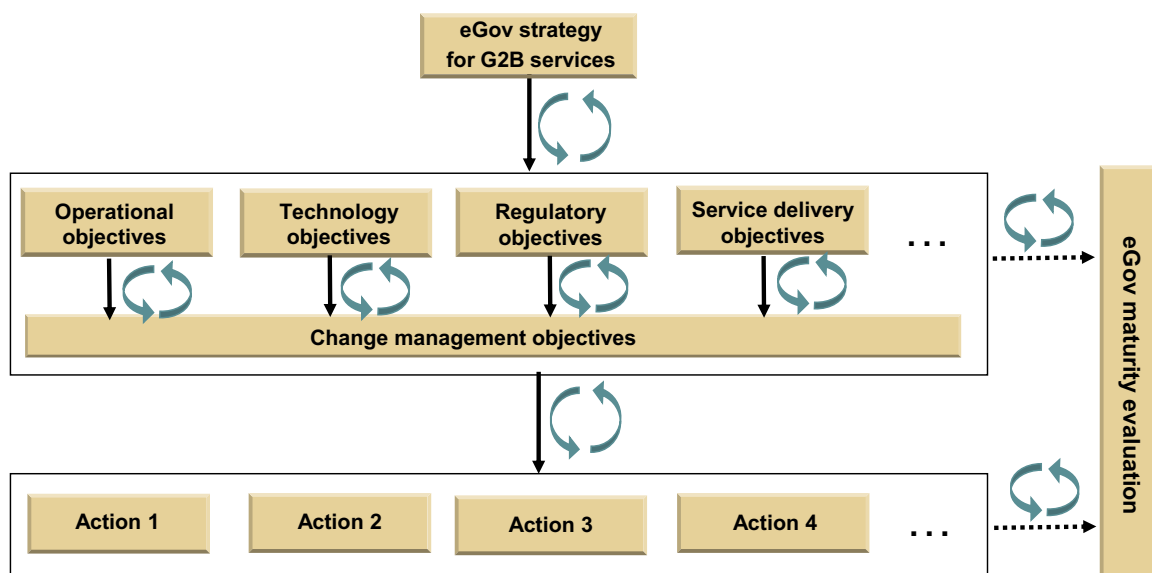 eGov strategy
for G2B services
Operational
objectives
Technology
objectives
Regulatory
objectives
Service delivery
objectives
...
Change management objectives
eGov maturity evaluation
Action 1
Action 2
Action 3
Action 4
...